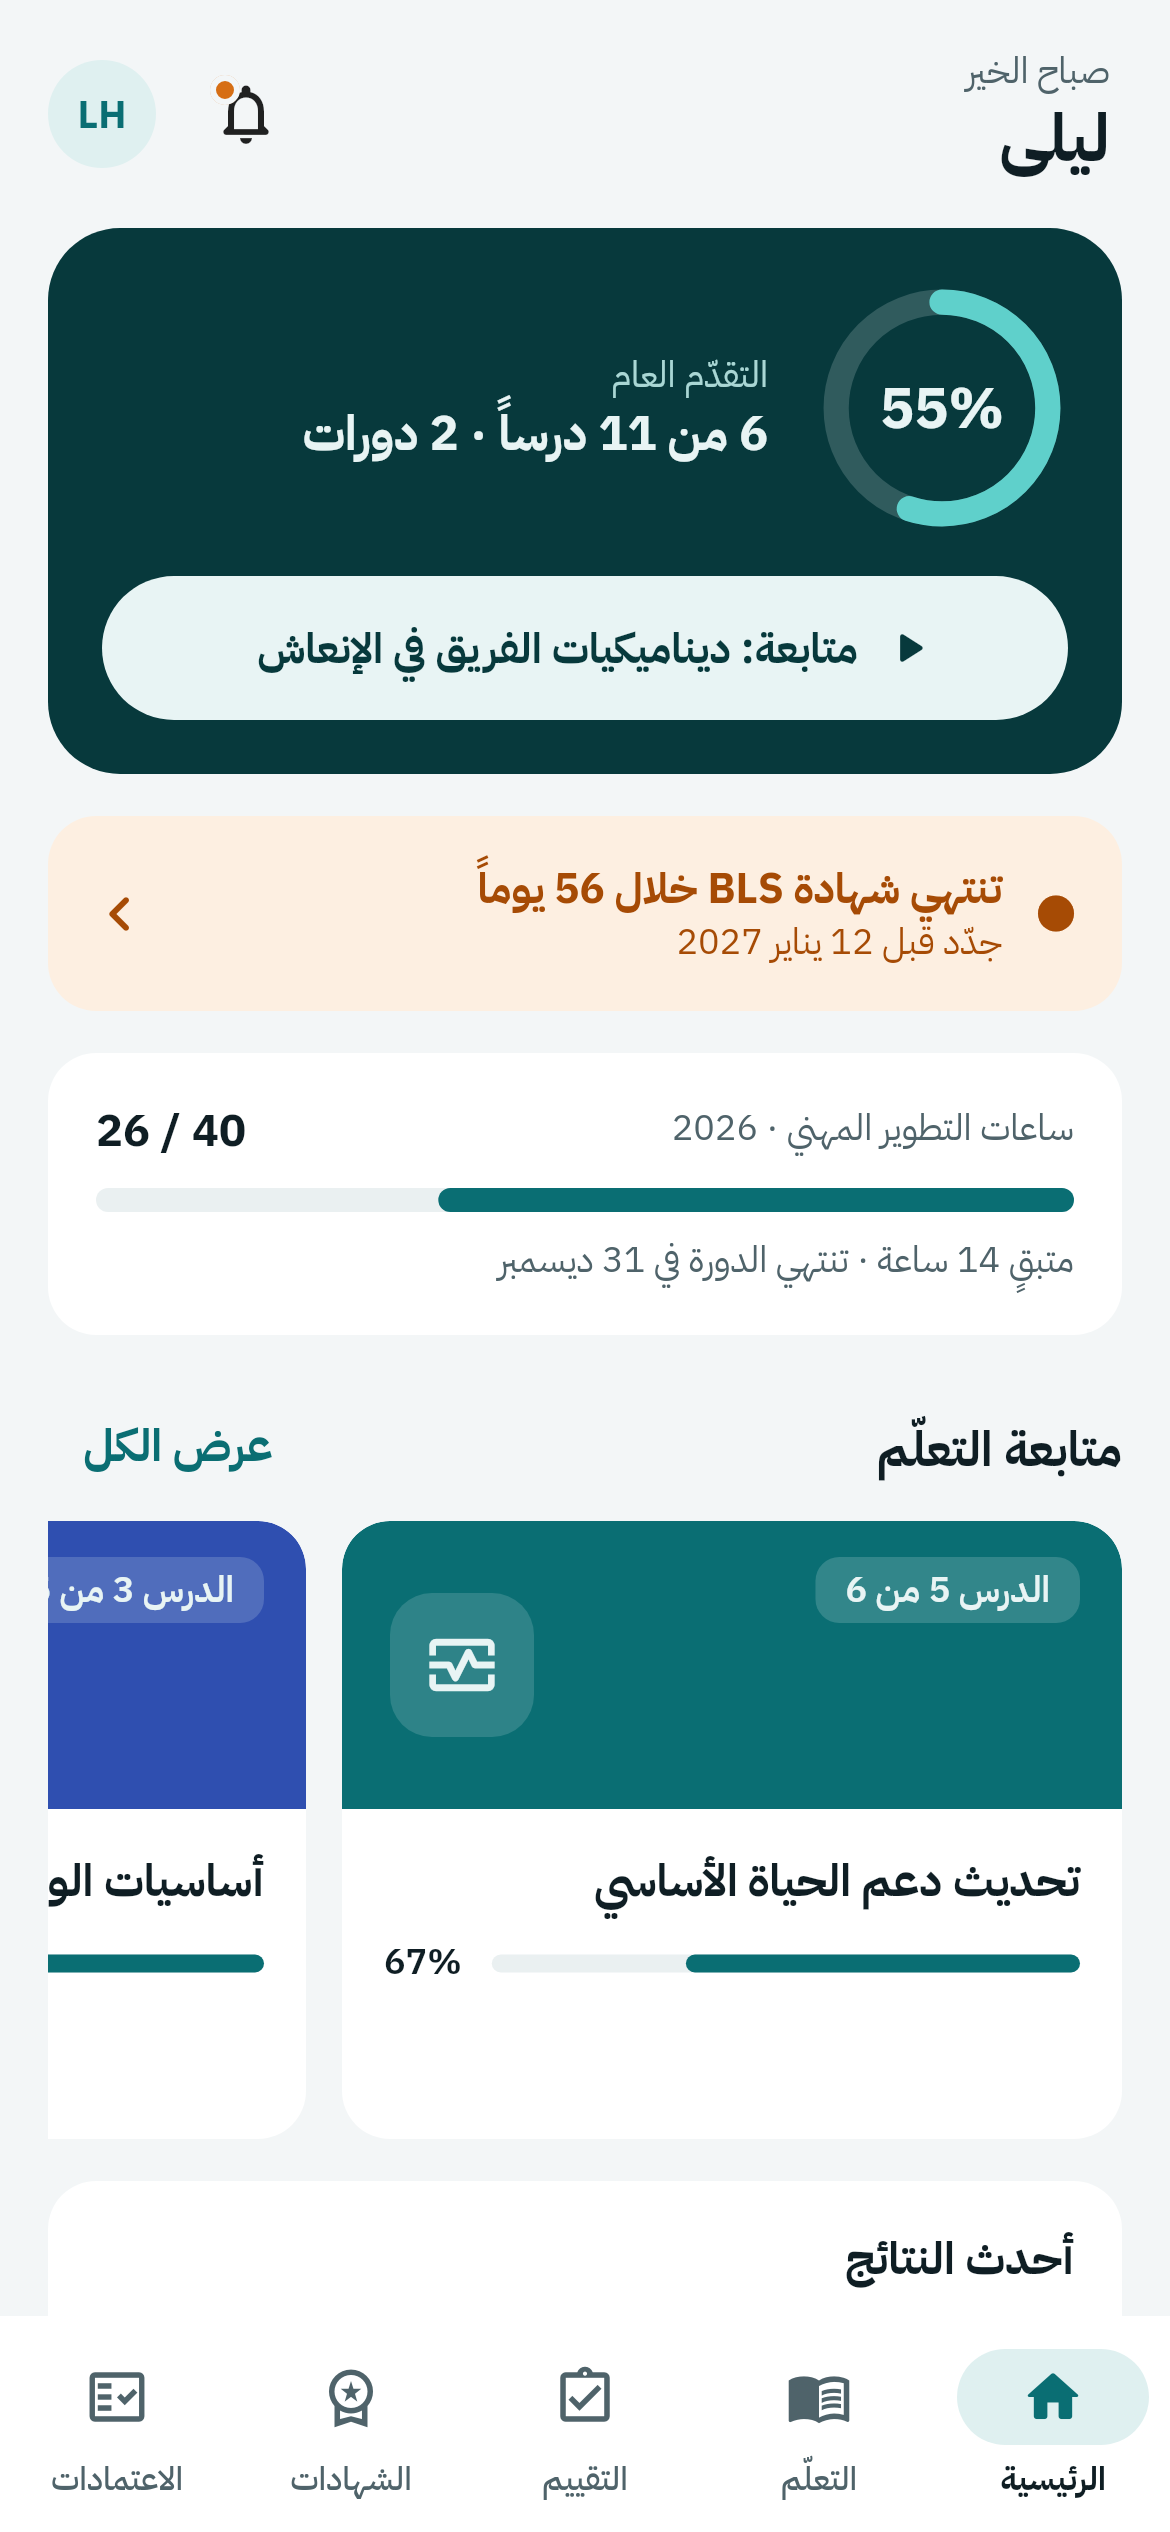 صباح الخير
ليلى
LH
55%
التقدّم العام
6 من 11 درساً · 2 دورات
متابعة: ديناميكيات الفريق في الإنعاش
تنتهي شهادة BLS خلال 56 يوماً
جدّد قبل 12 يناير 2027
ساعات التطوير المهني · 2026
26 / 40
متبقٍ 14 ساعة · تنتهي الدورة في 31 ديسمبر
متابعة التعلّم
عرض الكل
الدرس 5 من 6
تحديث دعم الحياة الأساسي
67%
الدرس 3 من
أساسيات
أحدث النتائج
الرئيسية
التعلّم
التقييم
الشهادات
الاعتمادات